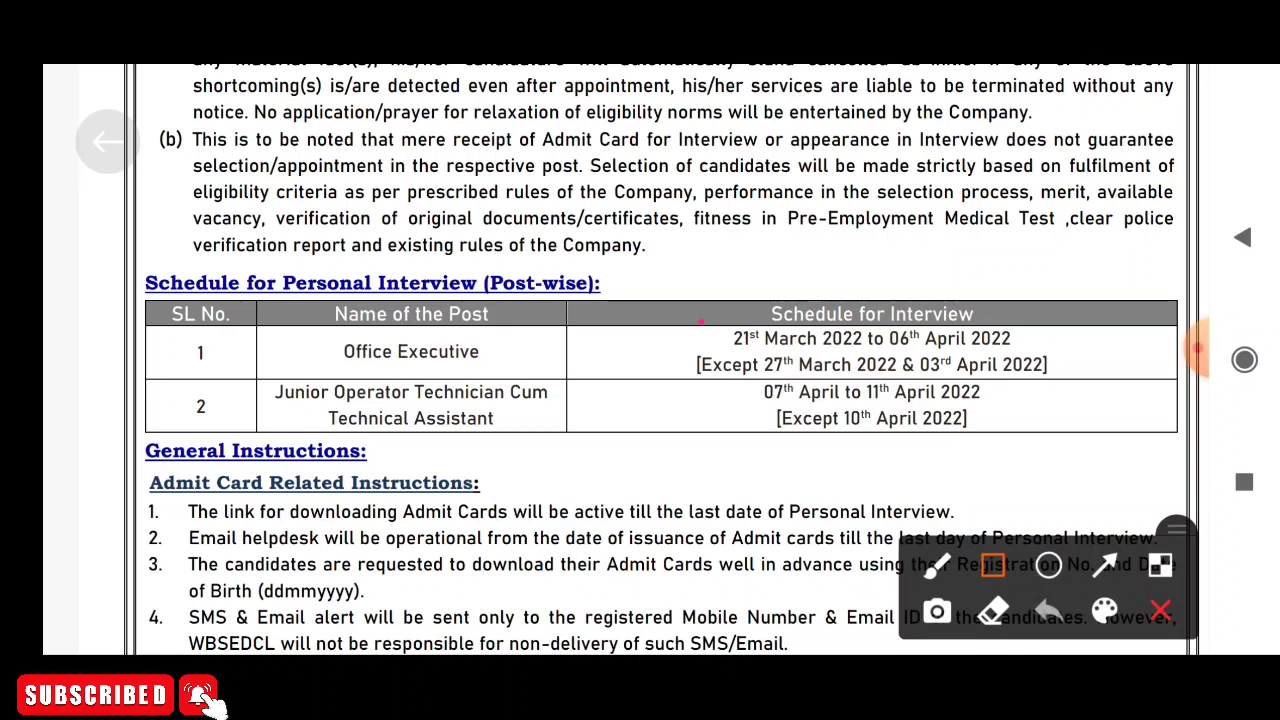 shortcoming(s) is/are detected even after appointment, his/her services are liable to be terminated without any
notice. No application/prayer for relaxation of eligibility norms will be entertained by the Company.
(b) This is to be noted that mere receipt of Admit Card for Interview or appearance in Interview does not guarantee
selection/appointment in the respective post. Selection of candidates will be made strictly based on fulfilment of
eligibility criteria as per prescribed rules of the Company, performance in the selection process, merit, available
vacancy, verification of original documents/certificates, fitness in Pre-Employment Medical Test ,clear police
verification report and existing rules of the Company.
Schedule for Personal Interview (Post-wise):
SL No. Name of the Post Schedule for Interview
1 Office Executive 21st March 2022 to 06th April 2022
[Except 27th March 2022 & 03rd April 2022]
2 Junior Operator Technician Cum Technical Assistant 07th April to 11th April 2022
[Except 10th April 2022]
General Instructions:
Admit Card Related Instructions:
1. The link for downloading Admit Cards will be active till the last date of Personal Interview.
2. Email helpdesk will be operational from the date of issuance of Admit cards till the last day of Personal Interview.
3. The candidates are requested to download their Admit Cards well in advance using their Registration No. and Date
of Birth (ddmmyyyy).
4. SMS & Email alert will be sent only to the registered Mobile Number & Email ID of the candidates. However,
WBSEDCL will not be responsible for non-delivery of such SMS/Email.
SUBSCRIBED